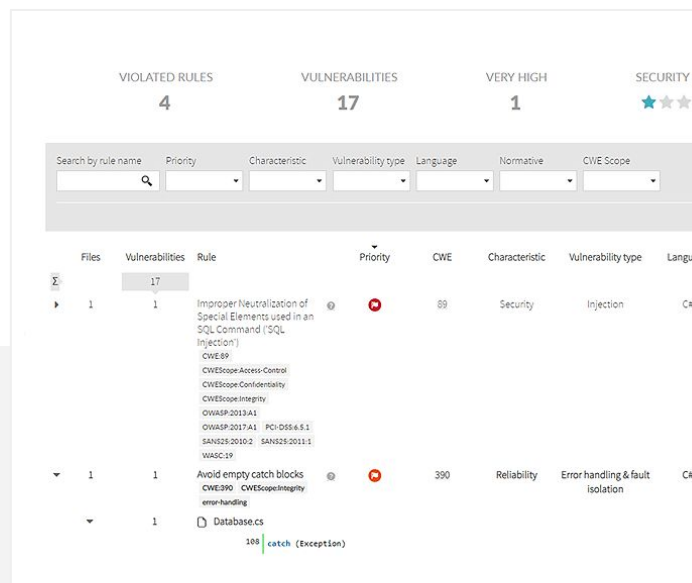 VIOLATED RULES VULNERABILITIES VERY HIGH SECURITY
4 17 1
Search by rule name Priority Characteristic Vulnerability type Language Normative CWE Scope
Files Vulnerabilities Rule Priority CWE Characteristic Vulnerability type Langu
Σ 17
1 1 Improper Neutralization of 89 Security Injection C#
Special Elements used in an
SQL Command ('SQL
Injection')
CWE:89
CWEScope:Access-Control
CWEScope:Confidentiality
CWEScope:Integrity
OWASP:2013:A1
OWASP:2017:A1 PCI-DSS:6.5.1
SANS25:2010:2 SANS25:2011:1
WASC:19
1 1 Avoid empty catch blocks 390 Reliability Error handling & fault C#
CWE:390 CWEScope:Integrity isolation
error-handling
1 Database.cs
108 catch (Exception)